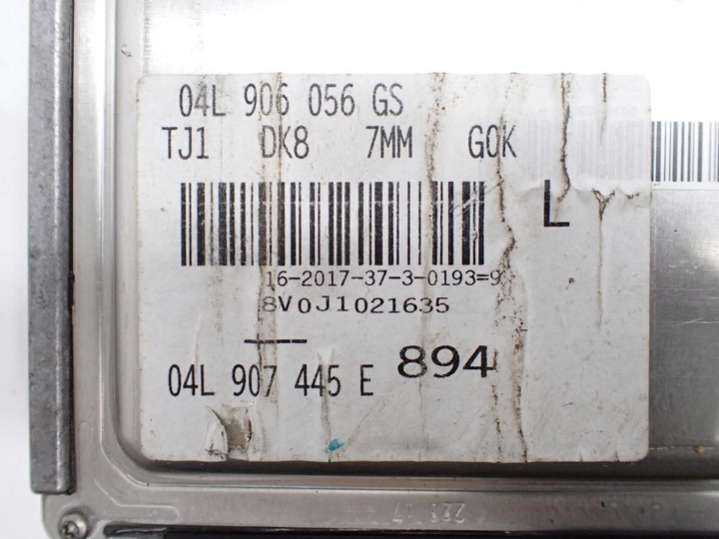 04L 906 056 GS
TJ1 DK8 7MM G0K
L
16-2017-37-3-0193=9
8V0J1021635
04L 907 445 E 894